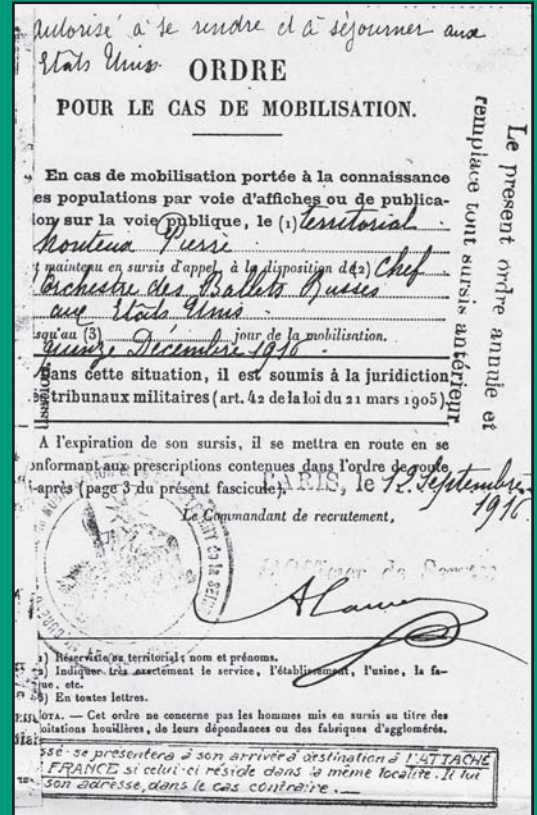 autorisé à se rendre et à séjourner aux
Etats Unis.
ORDRE
POUR LE CAS DE MOBILISATION.
En cas de mobilisation portée à la connaissance
es populations par voie d'affiches ou de publica-
ion sur la voie publique, le (1) territorial
Monteux Pierre
t maintenu en sursis d'appel, à la disposition d (2) Chef
Orchestre des Ballets Russes
aux Etats Unis
usqu'au (3) jour de la mobilisation.
quinze Décembre 1916
Dans cette situation, il est soumis à la juridiction
es tribunaux militaires (art. 42 de la loi du 21 mars 1905).
A l'expiration de son sursis, il se mettra en route en se
onformant aux prescriptions contenues dans l'ordre de route
i-après (page 3 du présent fascicule).
PARIS, le 12 Septembre
1916
Le Commandant de recrutement,
1) Réserviste ou territorial; nom et prénoms.
2) Indiquer très exactement le service, l'établissement, l'usine, la fa-
ue, etc.
3) En toutes lettres.
NOTA. — Cet ordre ne concerne pas les hommes mis en sursis au titre des
oitations houillères, de leurs dépendances ou des fabriques d'agglomérés.
ssé se présentera à son arrivée à destination à l'ATTACHÉ
FRANCE si celui-ci réside dans la même localité. Il lui
son adresse, dans le cas contraire.
Le présent ordre annule et
remplace tout sursis antérieur